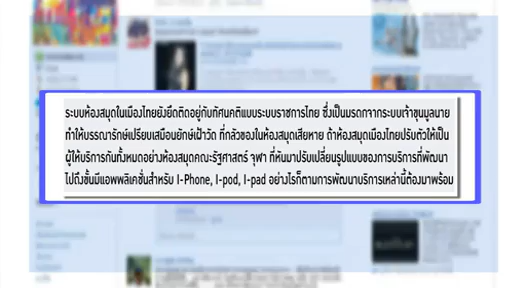 ระบบห้องสมุดในเมืองไทยยังยึดติดอยู่กับทัศนคติแบบระบบราชการไทย ซึ่งเป็นมรดกจากระบบเจ้าขุนมูลนาย
ทำให้บรรณารักษ์เปรียบเสมือนยักษ์เฝ้าวัด ที่กลัวของในห้องสมุดเสียหาย ถ้าห้องสมุดเมืองไทยปรับตัวให้เป็น
ผู้ให้บริการกันทั้งหมดอย่างห้องสมุดคณะรัฐศาสตร์ จุฬา ที่หันมาปรับเปลี่ยนรูปแบบของการบริการที่พัฒนา
ไปถึงขั้นมีแอพพลิเคชั่นสำหรับ I-Phone, I-pod, I-pad อย่างไรก็ตามการพัฒนาบริการเหล่านี้ต้องมาพร้อม